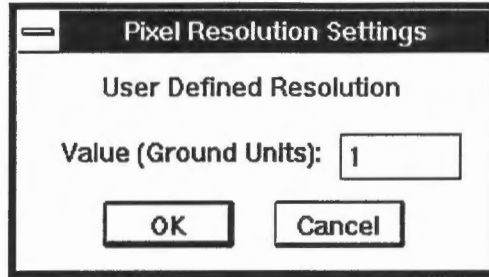 Pixel Resolution Settings
User Defined Resolution
Value (Ground Units): 1
OK Cancel